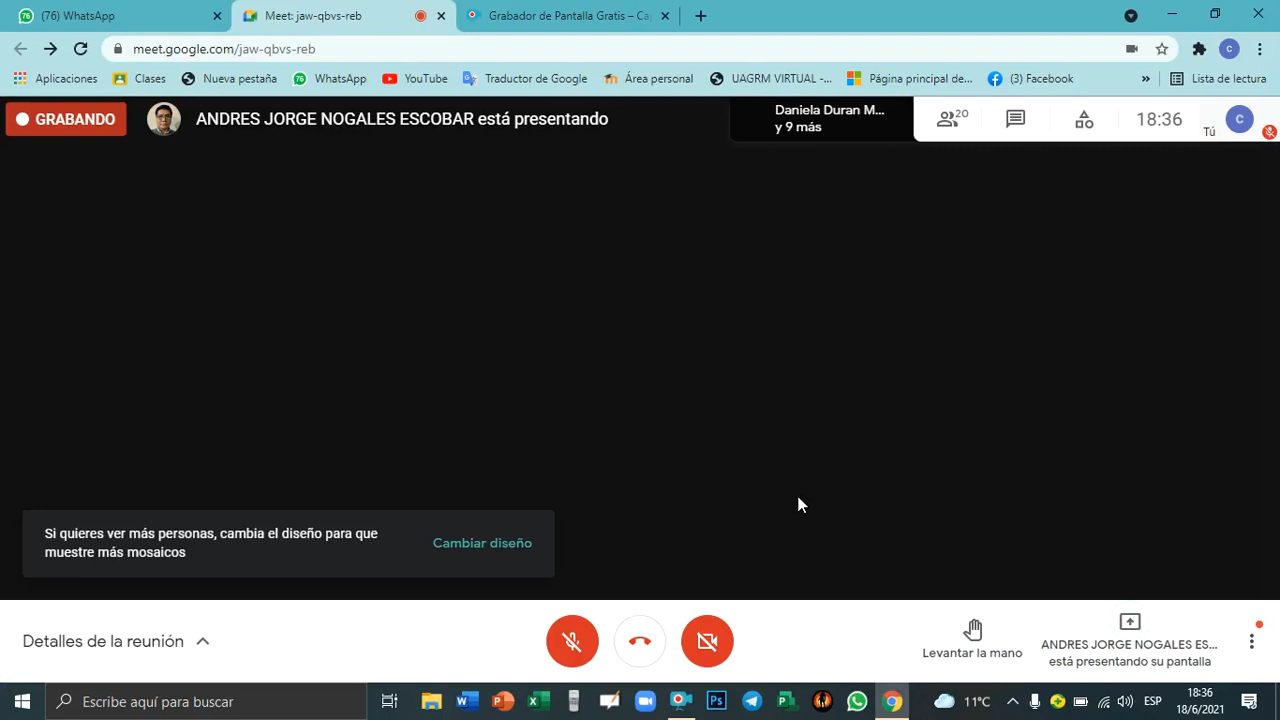 (76) WhatsApp
Meet: jaw-qbvs-reb
Grabador de Pantalla Gratis – Ca
meet.google.com/jaw-qbvs-reb
C
Aplicaciones
Clases
Nueva pestaña
76
WhatsApp
YouTube
Traductor de Google
Área personal
UAGRM VIRTUAL -...
Página principal de...
(3) Facebook
»
Lista de lectura
GRABANDO
ANDRES JORGE NOGALES ESCOBAR está presentando
Daniela Duran M...
y 9 más
20
18:36
Tú
C
Si quieres ver más personas, cambia el diseño para que
muestre más mosaicos
Cambiar diseño
Detalles de la reunión
Levantar la mano
ANDRES JORGE NOGALES ES...
está presentando su pantalla
Escribe aquí para buscar
11°C
ESP
18:36
18/6/2021